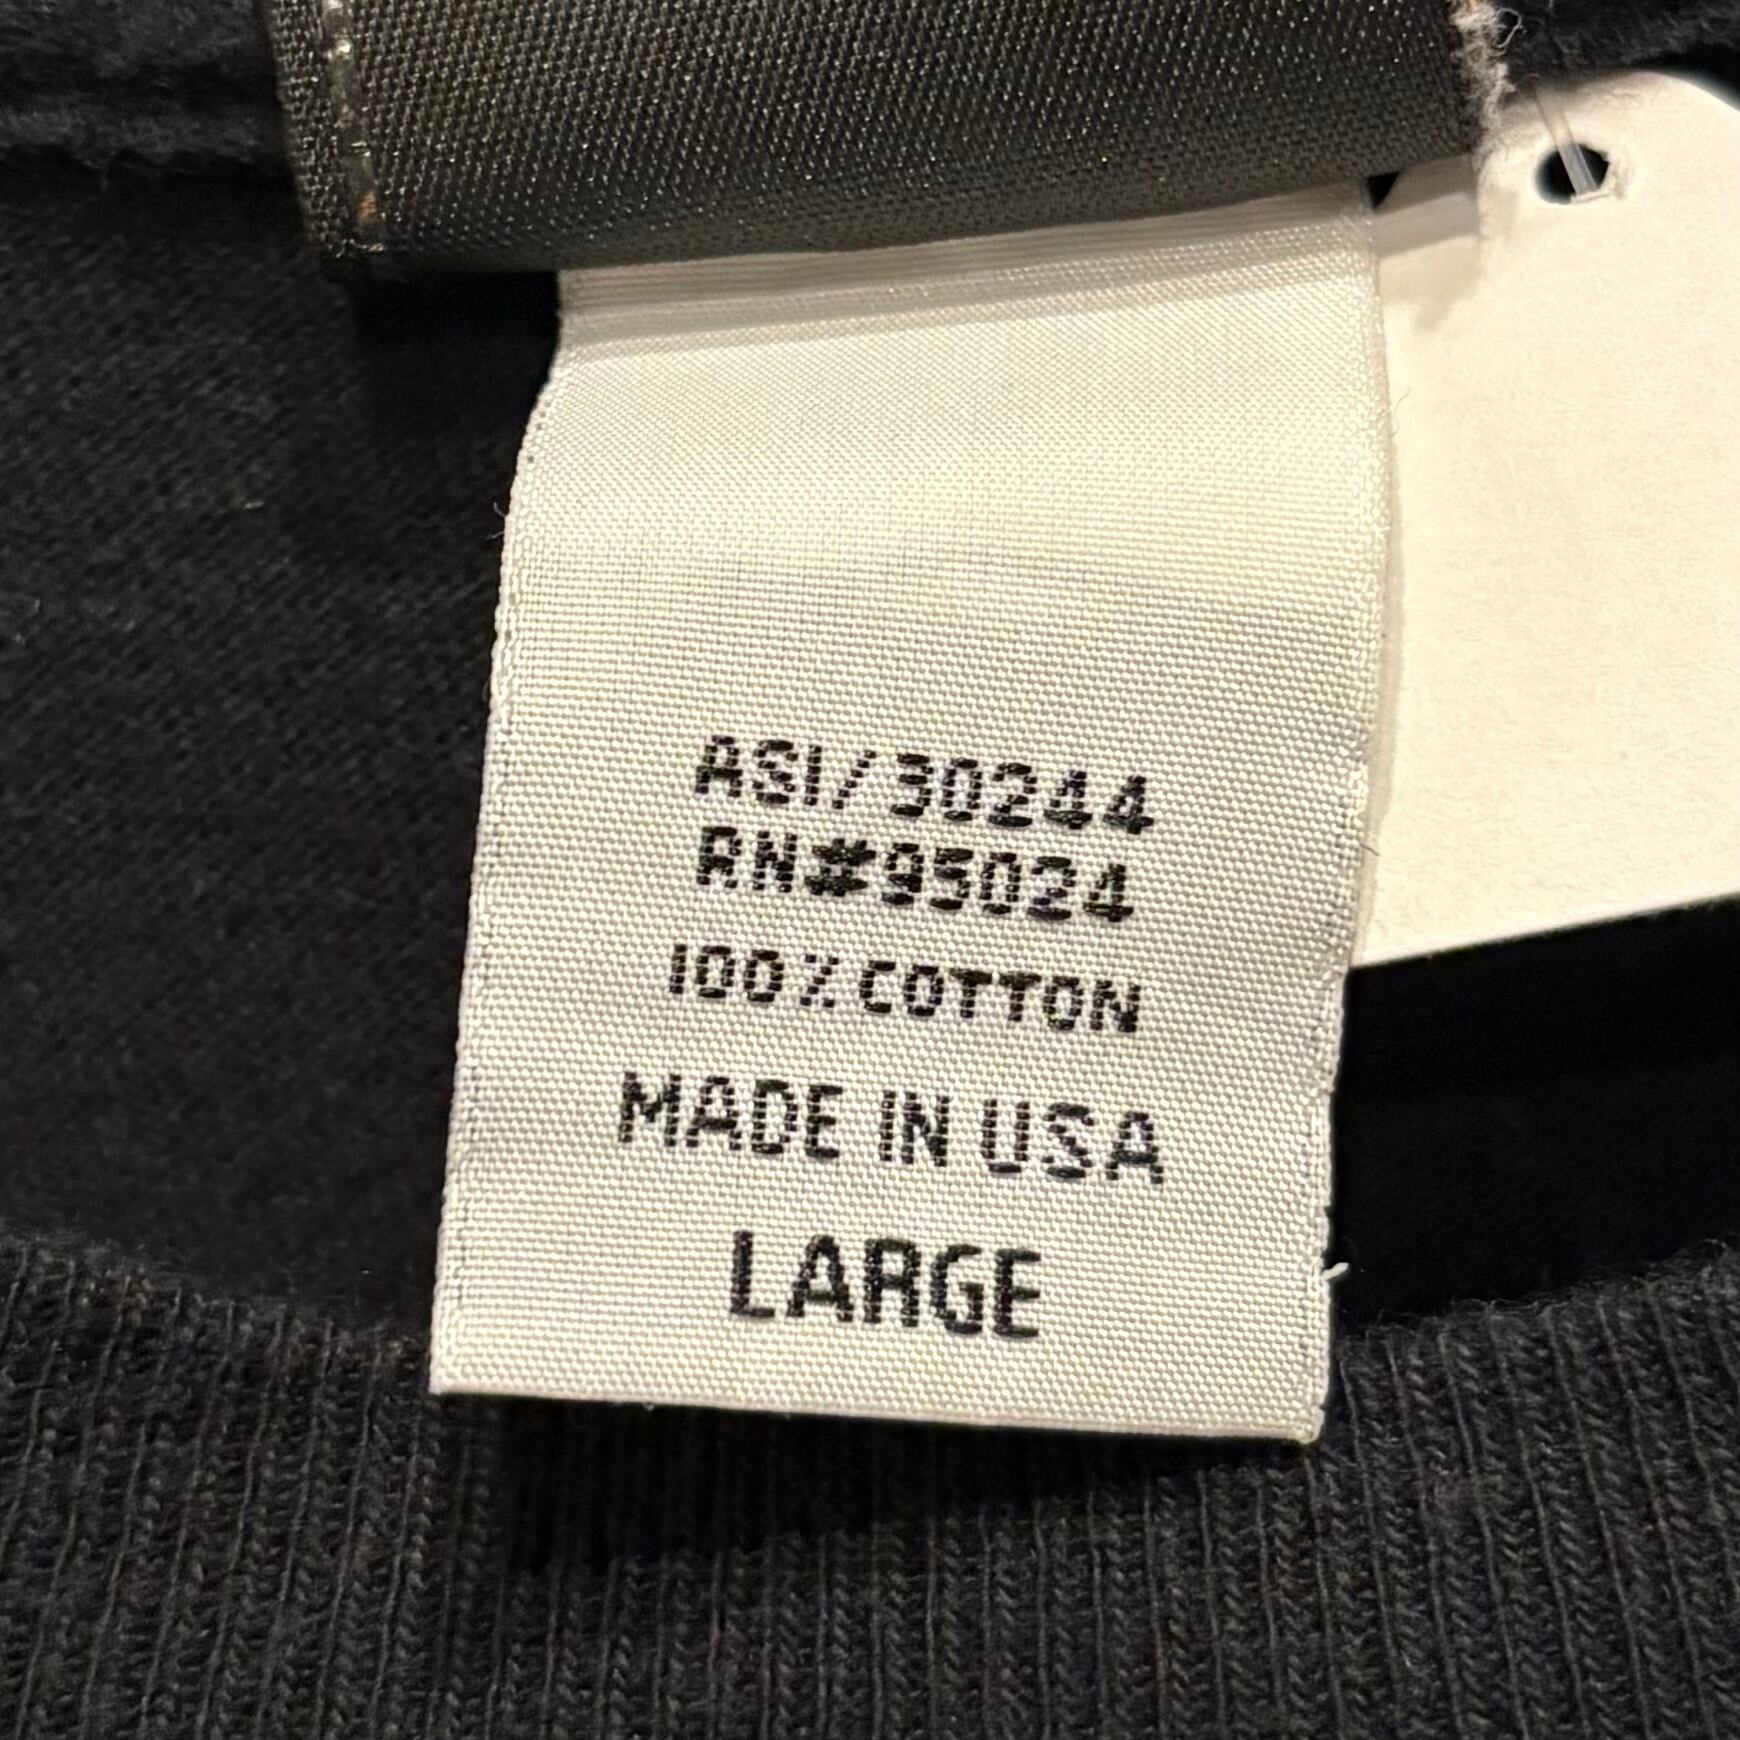 ASI/30244
RN#95024
100% COTTON
MADE IN USA
LARGE